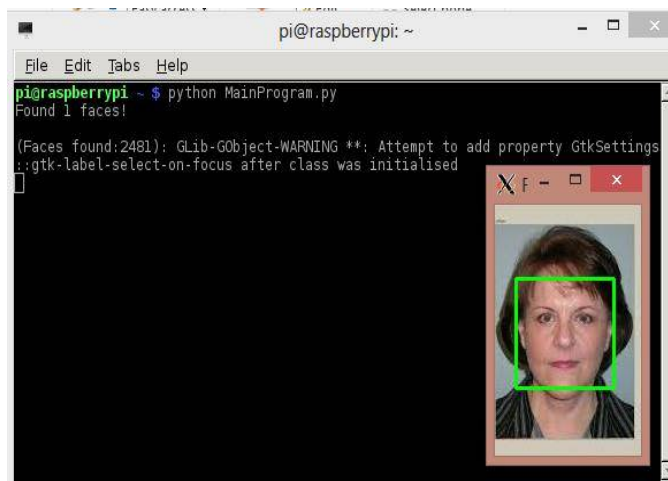 pi@raspberrypi: ~
File Edit Tabs Help
pi@raspberrypi ~ $ python MainProgram.py
Found 1 faces!
(Faces found:2481): GLib-GObject-WARNING **: Attempt to add property GtkSettings
::gtk-label-select-on-focus after class was initialised
F